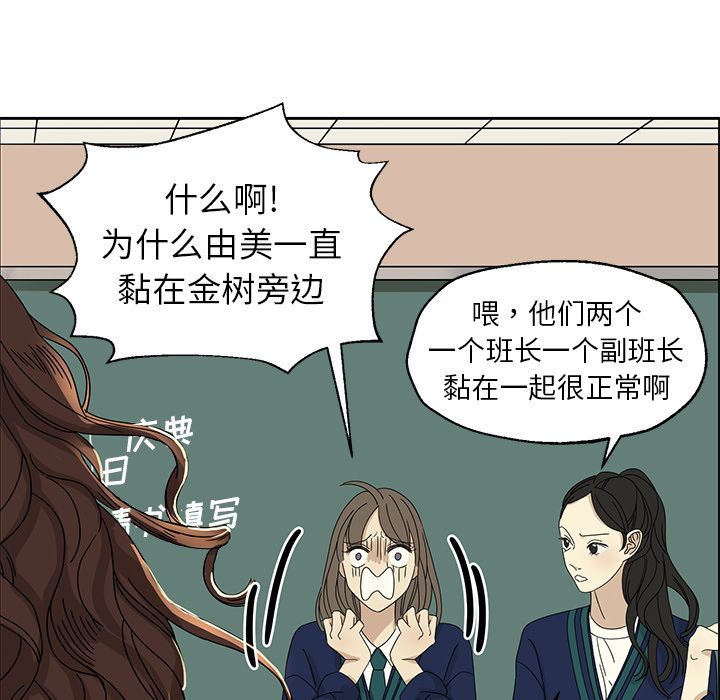 什么啊!
为什么由美一直
黏在金树旁边
喂，他们两个
一个班长一个副班长
黏在一起很正常啊
庆典
日
填写